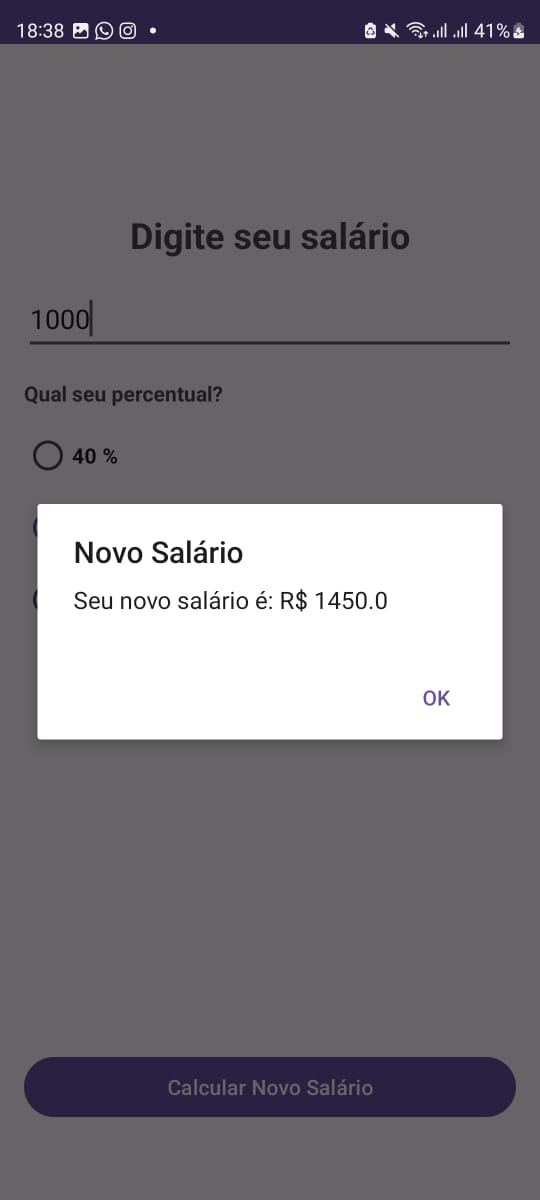 18:38
41%
Digite seu salário
1000
Qual seu percentual?
40 %
Novo Salário
Seu novo salário é: R$ 1450.0
OK
Calcular Novo Salário